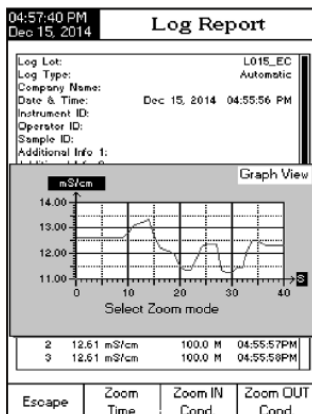 04:57:40 PM
Dec 15, 2014
Log Report
Log Lot: L015_EC
Log Type: Automatic
Company Name:
Date & Time: Dec 15, 2014 04:55:56 PM
Instrument ID:
Operator ID:
Sample ID:
Additional Info 1:
Graph View
mS/cm
14.00
13.00
12.00
11.00
0 10 20 30 40 S
Select Zoom mode
2 12.61 mS/cm 100.0 M 04:55:57PM
3 12.61 mS/cm 100.0 M 04:55:58PM
Escape
Zoom Time
Zoom IN Cond
Zoom OUT Cond